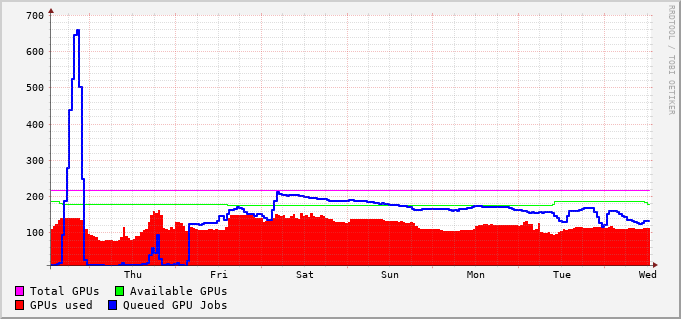 700
600
500
400
300
200
100
Thu Fri Sat Sun Mon Tue Wed
Total GPUs Available GPUs
GPUs used Queued GPU Jobs
RRDTOOL / TOBI OETIKER